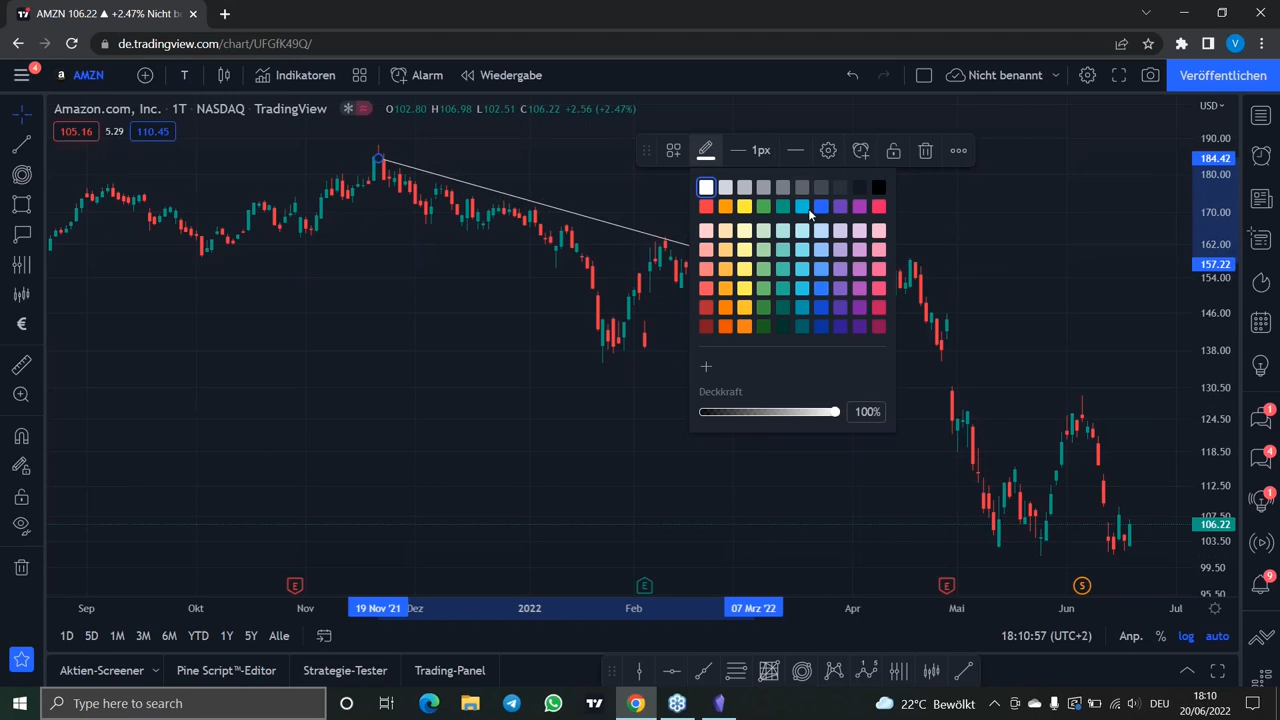 AMZN 106.22 ▲ +2.47% Nicht b
de.tradingview.com/chart/UFGfK49Q/
V
4
a AMZN
T
Indikatoren
Alarm
Wiedergabe
Nicht benannt
Veröffentlichen
Amazon.com, Inc. · 1T · NASDAQ TradingView
O102.80 H106.98 L102.51 C106.22 +2.56 (+2.47%)
USD
105.16 5.29 110.45
1px
190.00
184.42
180.00
170.00
162.00
157.22
154.00
146.00
138.00
130.50
124.50
118.50
112.50
107.50
106.22
103.50
99.50
95.50
€
Deckkraft
100%
1
4
1
9
E
E
E
S
Sep
Okt
Nov
19 Nov '21
Dez
2022
Feb
07 Mrz '22
Apr
Mai
Jun
Jul
1D 5D 1M 3M 6M YTD 1Y 5Y Alle
18:10:57 (UTC+2)
Anp. % log auto
Aktien-Screener
Pine Script™-Editor
Strategie-Tester
Trading-Panel
Type here to search
22°C Bewölkt
DEU
18:10
20/06/2022